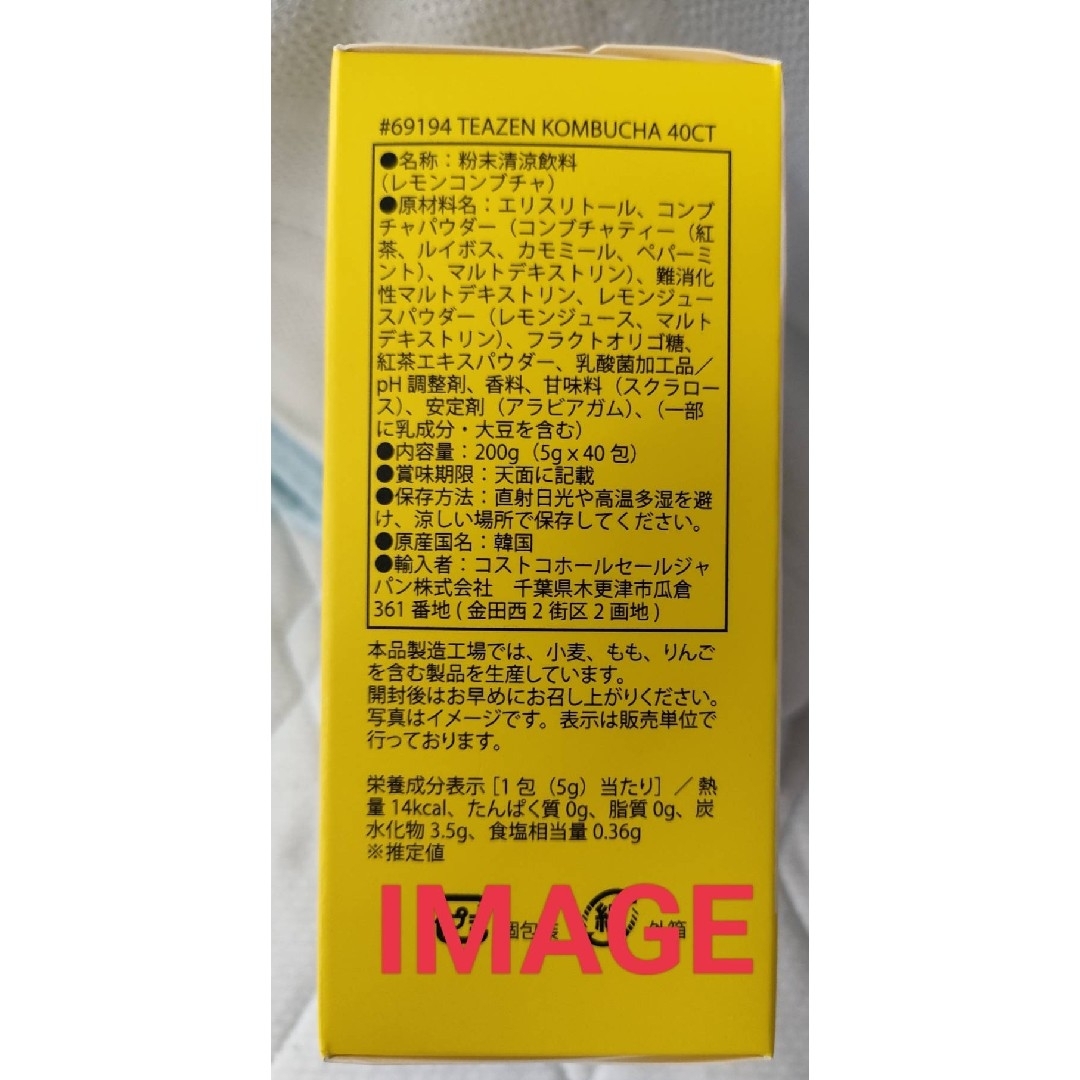 #69194 TEAZEN KOMBUCHA 40CT
●名称：粉末清涼飲料
（レモンコンブチャ）
●原材料名：エリスリトール、コンブ
チャパウダー（コンブチャティー（紅
茶、ルイボス、カモミール、ペパーミ
ント）、マルトデキストリン）、難消化
性マルトデキストリン、レモンジュー
スパウダー（レモンジュース、マルト
デキストリン）、フラクトオリゴ糖、
紅茶エキスパウダー、乳酸菌加工品／
pH 調整剤、香料、甘味料（スクラロー
ス）、安定剤（アラビアガム）、（一部
に乳成分・大豆を含む）
●内容量：200g（5g x 40 包）
●賞味期限：天面に記載
●保存方法：直射日光や高温多湿を避
け、涼しい場所で保存してください。
●原産国名：韓国
●輸入者：コストコホールセールジャ
パン株式会社　千葉県木更津市瓜倉
361 番地 ( 金田西 2 街区 2 画地 )
本品製造工場では、小麦、もも、りんご
を含む製品を生産しています。
開封後はお早めにお召し上がりください。
写真はイメージです。表示は販売単位で
行っております。
栄養成分表示［1 包（5g）当たり］／ 熱
量 14kcal、たんぱく質 0g、脂質 0g、炭
水化物 3.5g、食塩相当量 0.36g
※推定値
個包装 外箱
IMAGE